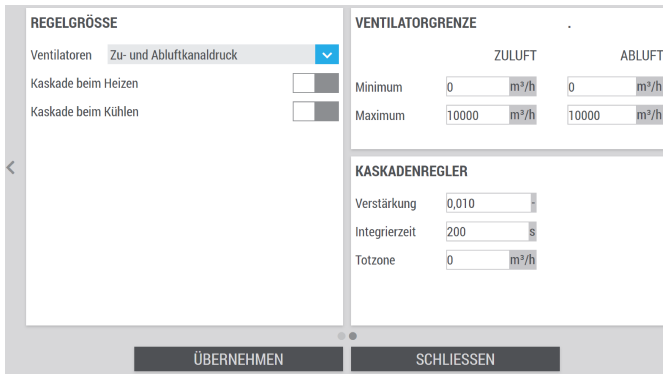 REGELGRÖSSE
Ventilatoren Zu- und Abluftkanaldruck
Kaskade beim Heizen
Kaskade beim Kühlen
VENTILATORGRENZE .
ZULUFT ABLUFT
Minimum 0 m³/h 0 m³/h
Maximum 10000 m³/h 10000 m³/h
KASKADENREGLER
Verstärkung 0,010 -
Integrierzeit 200 s
Totzone 0 m³/h
ÜBERNEHMEN SCHLIESSEN